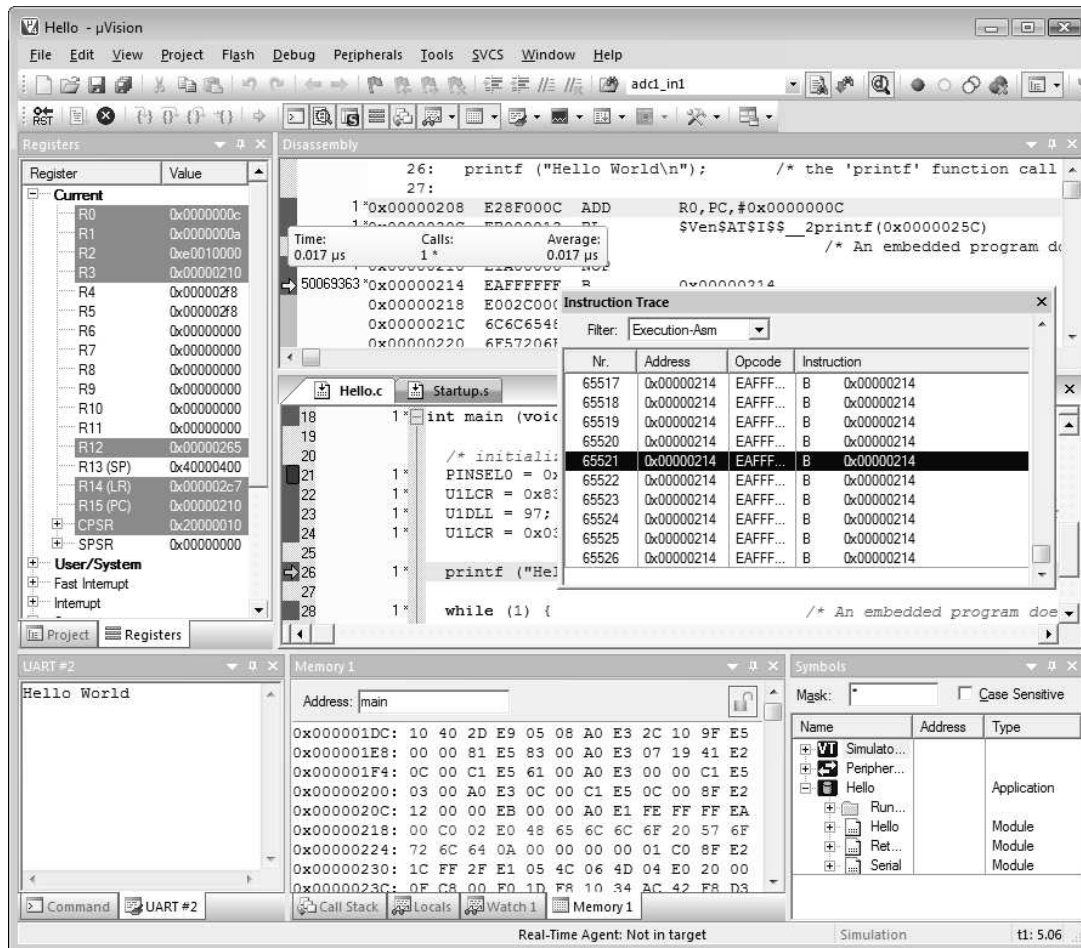 Hello - µVision
File Edit View Project Flash Debug Peripherals Tools SVCS Window Help
adc1_in1
RST
Registers
Register Value
Current
R0 0x0000000c
R1 0x0000000a
R2 0xe0010000
R3 0x00000210
R4 0x000002f8
R5 0x000002f8
R6 0x00000000
R7 0x00000000
R8 0x00000000
R9 0x00000000
R10 0x00000000
R11 0x00000000
R12 0x00000265
R13 (SP) 0x40000400
R14 (LR) 0x000002c7
R15 (PC) 0x00000210
CPSR 0x20000010
SPSR 0x00000000
User/System
Fast Interrupt
Interrupt
Project Registers
Disassembly
26: printf ("Hello World\n"); /* the 'printf' function call
27:
1 *0x00000208 E28F000C ADD R0,PC,#0x0000000C
$Ven$AT$I$$__2printf(0x0000025C)
/* An embedded program do
Time: Calls: Average:
0.017 µs 1 * 0.017 µs
50069363 *0x00000214 EAFFFFFF B 0x00000214
0x00000218 E002C000
0x0000021C 6C6C6548
0x00000220
Instruction Trace
Filter: Execution-Asm
Nr. Address Opcode Instruction
65517 0x00000214 EAFFF... B 0x00000214
65518 0x00000214 EAFFF... B 0x00000214
65519 0x00000214 EAFFF... B 0x00000214
65520 0x00000214 EAFFF... B 0x00000214
65521 0x00000214 EAFFF... B 0x00000214
65522 0x00000214 EAFFF... B 0x00000214
65523 0x00000214 EAFFF... B 0x00000214
65524 0x00000214 EAFFF... B 0x00000214
65525 0x00000214 EAFFF... B 0x00000214
65526 0x00000214 EAFFF... B 0x00000214
Hello.c Startup.s
18 1 * int main (voi
19
20 /* initiali
21 1 * PINSEL0 = 0
22 1 * U1LCR = 0x83
23 1 * U1DLL = 97;
24 1 * U1LCR = 0x03
25
26 1 * printf ("Hel
27
28 1 * while (1) { /* An embedded program doe
UART #2
Hello World
Command UART #2
Memory 1
Address: main
0x000001DC: 10 40 2D E9 05 08 A0 E3 2C 10 9F E5
0x000001E8: 00 00 81 E5 83 00 A0 E3 07 19 41 E2
0x000001F4: 0C 00 C1 E5 61 00 A0 E3 00 00 C1 E5
0x00000200: 03 00 A0 E3 0C 00 C1 E5 0C 00 8F E2
0x0000020C: 12 00 00 EB 00 00 A0 E1 FE FF FF EA
0x00000218: 00 C0 02 E0 48 65 6C 6C 6F 20 57 6F
0x00000224: 72 6C 64 0A 00 00 00 00 01 C0 8F E2
0x00000230: 1C FF 2F E1 05 4C 06 4D 04 E0 20 00
0x0000023C: 0F C8 00 F0 1D F8 10 34 AC 42 F8 D3
Call Stack Locals Watch 1 Memory 1
Symbols
Mask: * Case Sensitive
Name Address Type
Simulato...
Peripher...
Hello Application
Run...
Hello Module
Ret... Module
Serial Module
Real-Time Agent: Not in target Simulation t1: 5.06